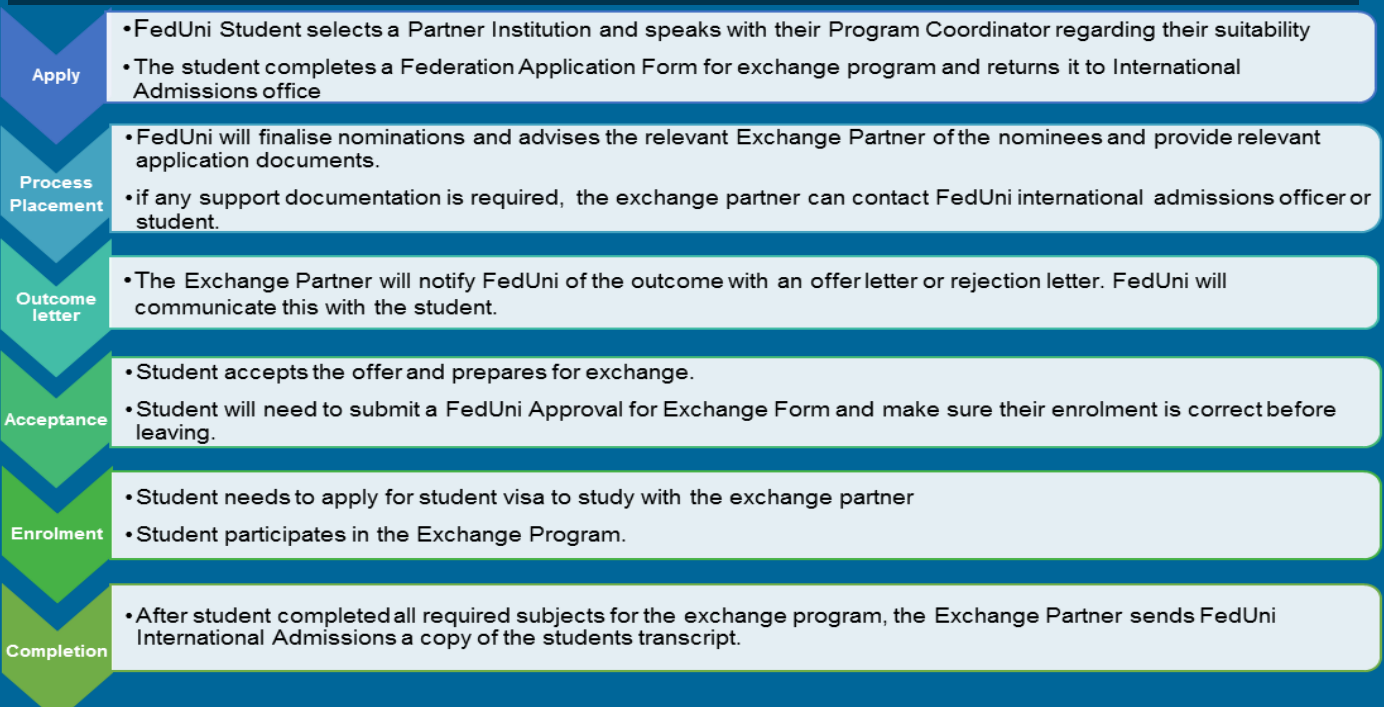 Apply
•FedUni Student selects a Partner Institution and speaks with their Program Coordinator regarding their suitability
•The student completes a Federation Application Form for exchange program and returns it to International
Admissions office
Process
Placement
•FedUni will finalise nominations and advises the relevant Exchange Partner of the nominees and provide relevant
application documents.
•if any support documentation is required, the exchange partner can contact FedUni international admissions officer or
student.
Outcome
letter
•The Exchange Partner will notify FedUni of the outcome with an offer letter or rejection letter. FedUni will
communicate this with the student.
Acceptance
•Student accepts the offer and prepares for exchange.
•Student will need to submit a FedUni Approval for Exchange Form and make sure their enrolment is correct before
leaving.
Enrolment
•Student needs to apply for student visa to study with the exchange partner
•Student participates in the Exchange Program.
Completion
•After student completed all required subjects for the exchange program, the Exchange Partner sends FedUni
International Admissions a copy of the students transcript.